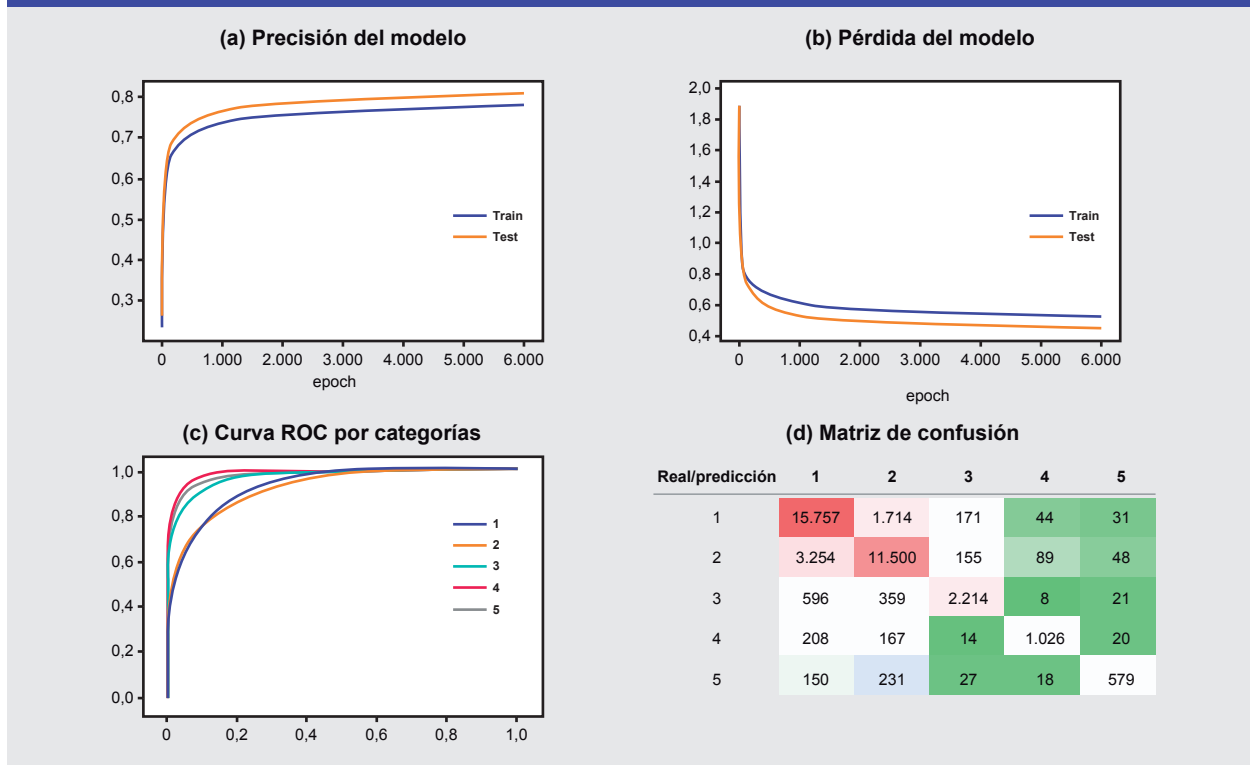 (a) Precisión del modelo
0,8
0,7
0,6
0,5
0,4
0,3
Train
Test
0 1.000 2.000 3.000 4.000 5.000 6.000
epoch
(b) Pérdida del modelo
2,0
1,8
1,6
1,4
1,2
1,0
0,8
0,6
0,4
Train
Test
0 1.000 2.000 3.000 4.000 5.000 6.000
epoch
(c) Curva ROC por categorías
1,0
0,8
0,6
0,4
0,2
0,0
1
2
3
4
5
0 0,2 0,4 0,6 0,8 1,0
(d) Matriz de confusión
Real/predicción 1 2 3 4 5
1 15.757 1.714 171 44 31
2 3.254 11.500 155 89 48
3 596 359 2.214 8 21
4 208 167 14 1.026 20
5 150 231 27 18 579